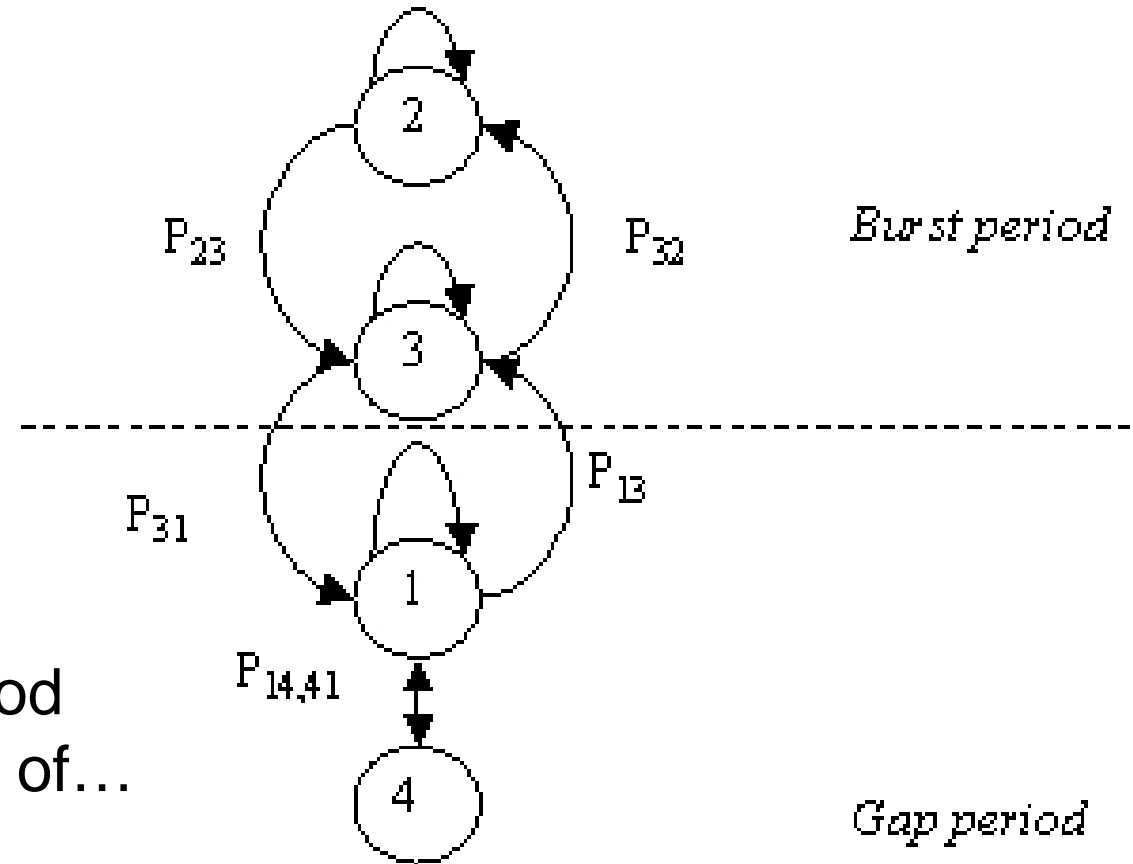 2
P23
P32
Burst period
3
P31
P13
1
P14,41
od
of…
4
Gap period